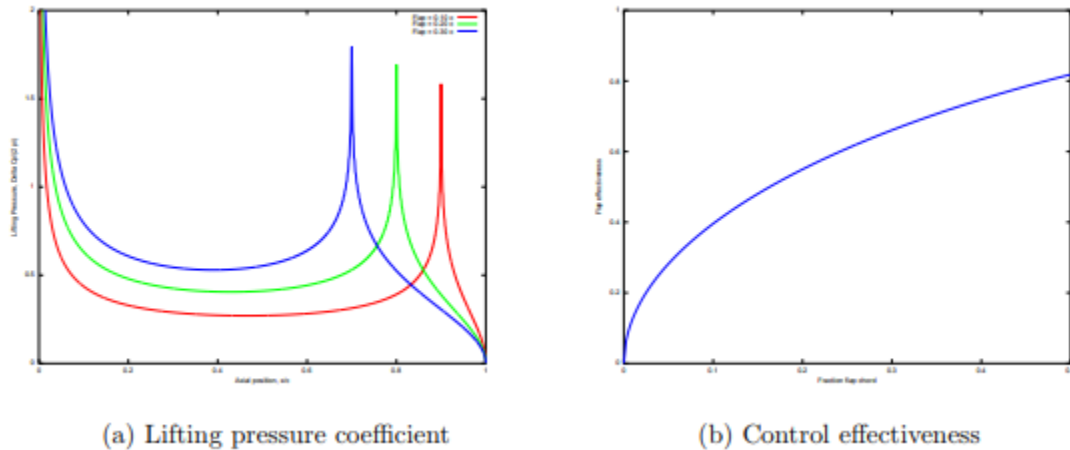 Flap = 0.10 c
Flap = 0.20 c
Flap = 0.30 c
2
1.5
1
0.5
0
Lifting Pressure, Delta Cp/(2 pi)
0 0.2 0.4 0.6 0.8 1
Axial position, x/c
1
0.8
0.6
0.4
0.2
0
Flap effectiveness
0 0.1 0.2 0.3 0.4 0.5
Fraction flap chord
(a) Lifting pressure coefficient
(b) Control effectiveness